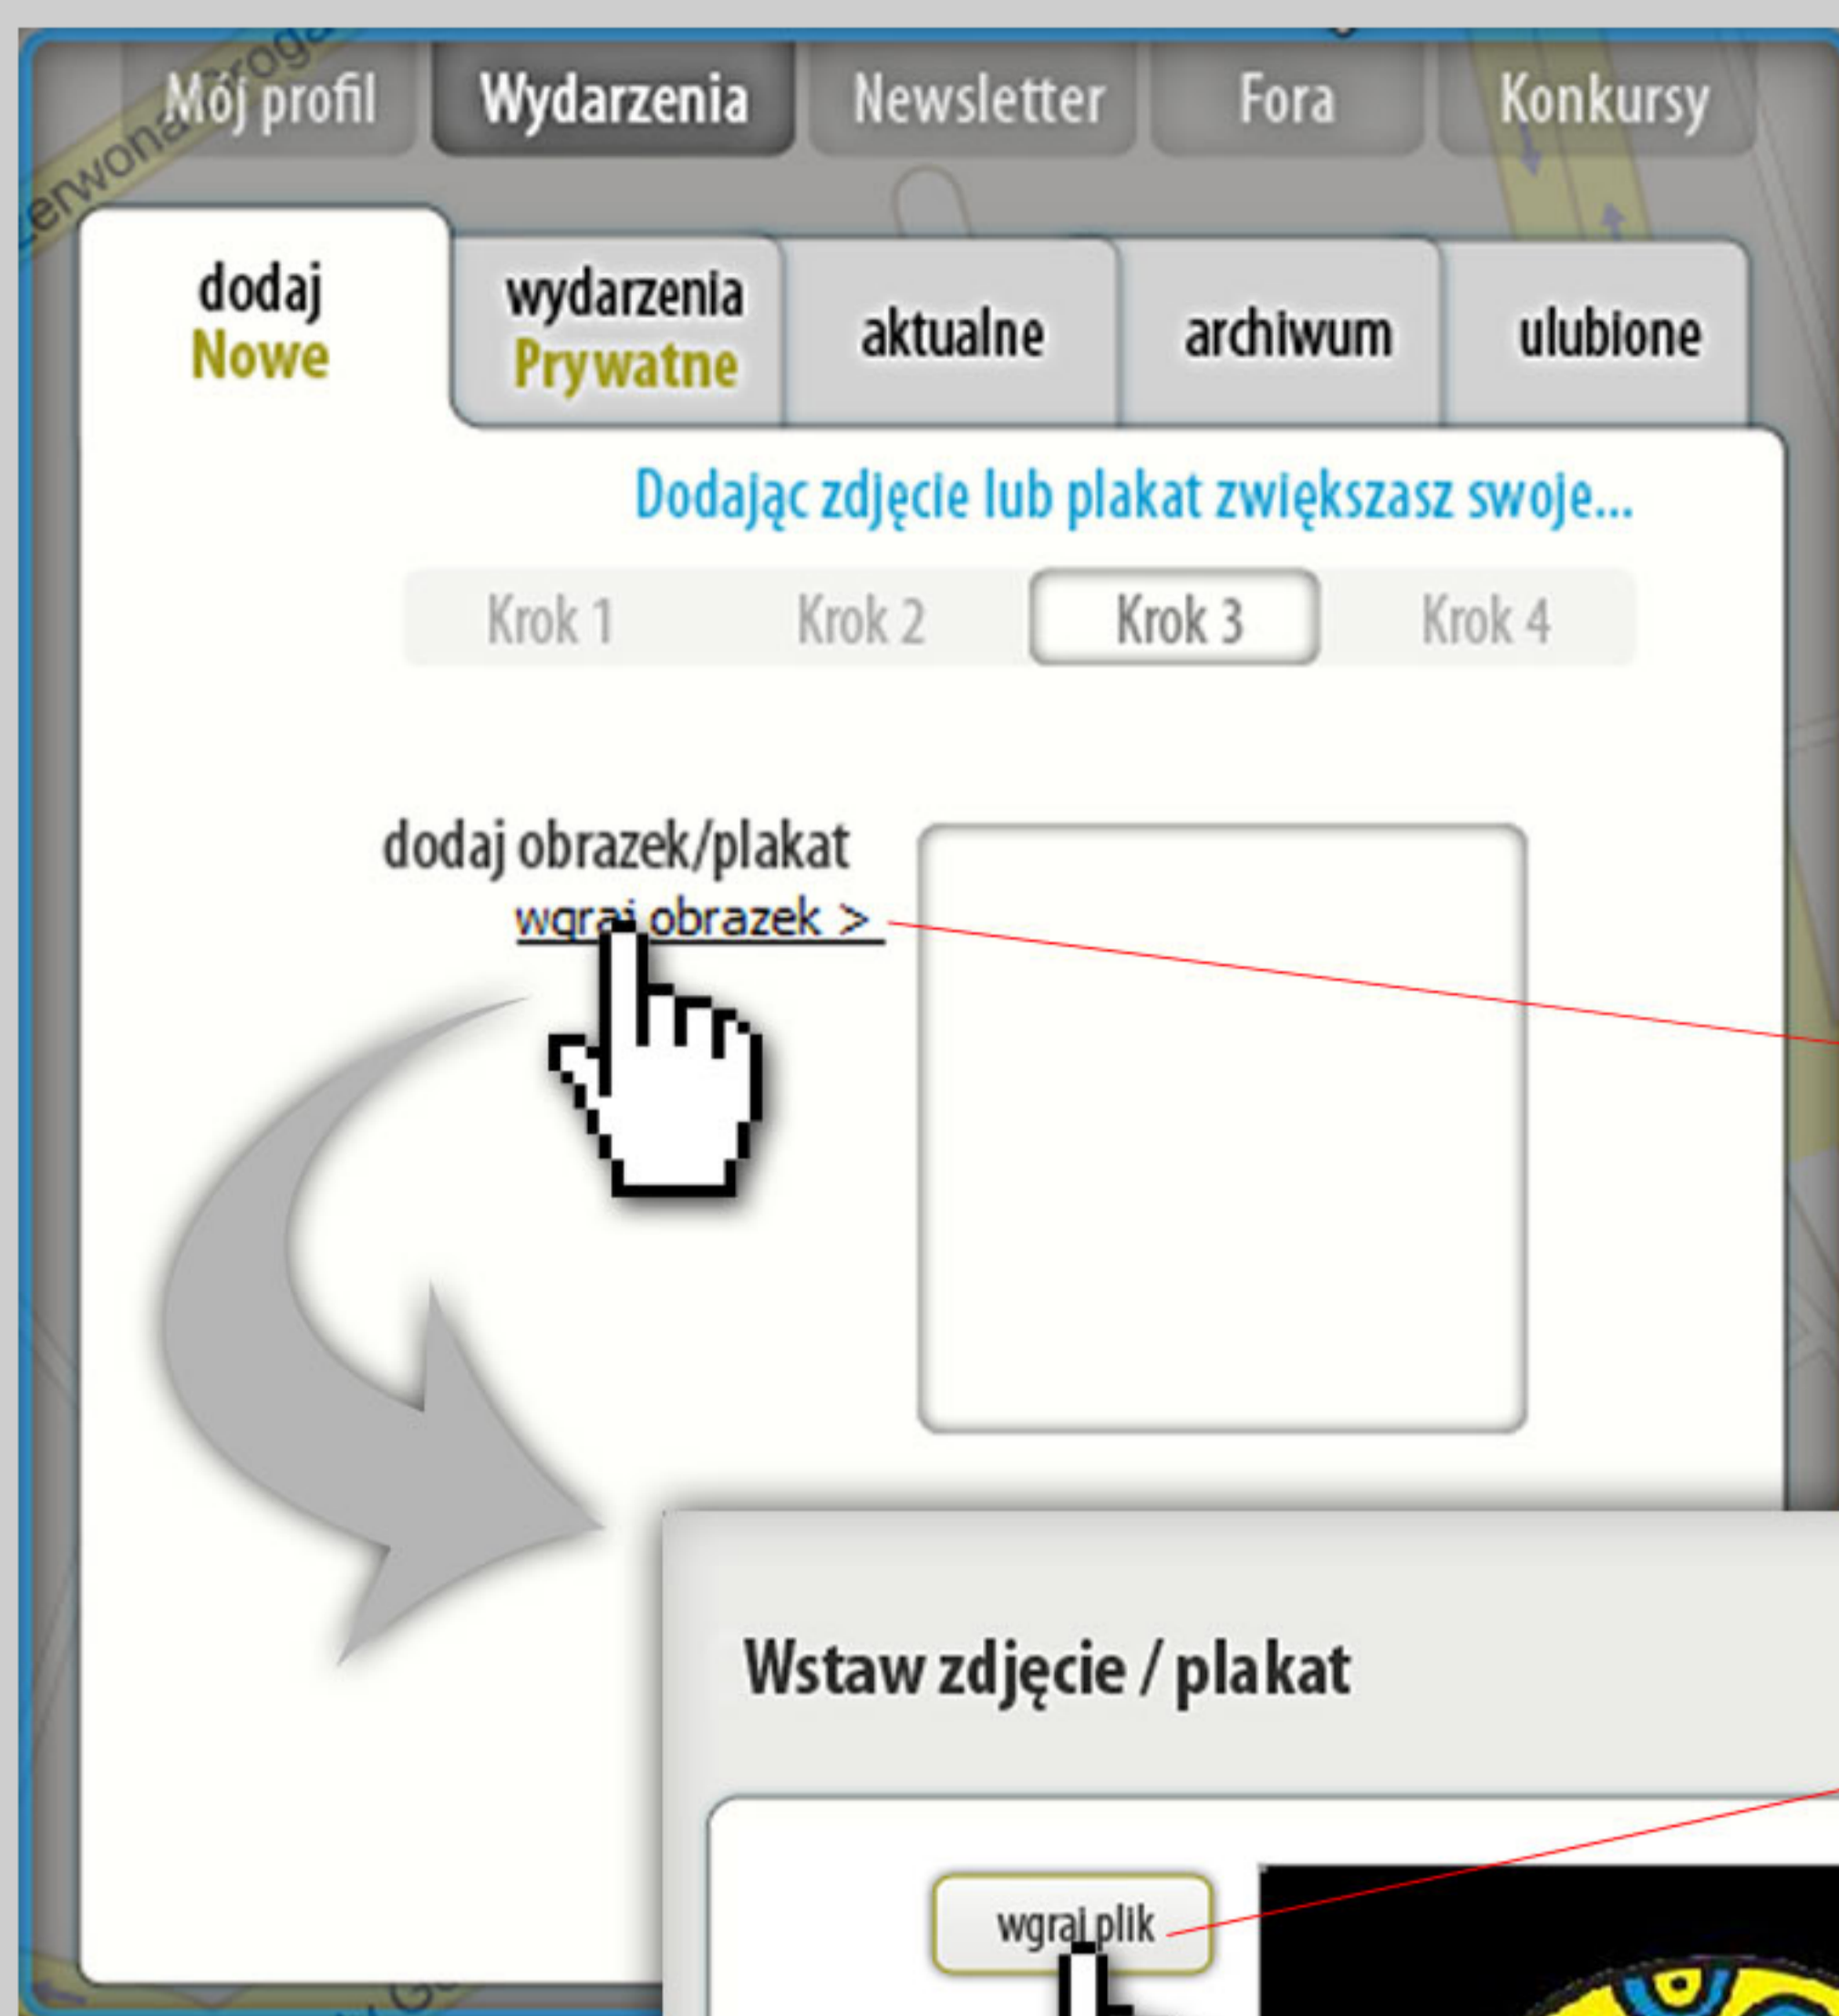 Mój profil Wydarzenia Newsletter Fora Konkursy
dodaj
Nowe
wydarzenia
Prywatne
aktualne
archiwum
ulubione
Dodając zdjęcie lub plakat zwiększasz swoje...
Krok 1 Krok 2 Krok 3 Krok 4
dodaj obrazek/plakat
wgraj obrazek >
Wstaw zdjęcie / plakat
wgraj plik